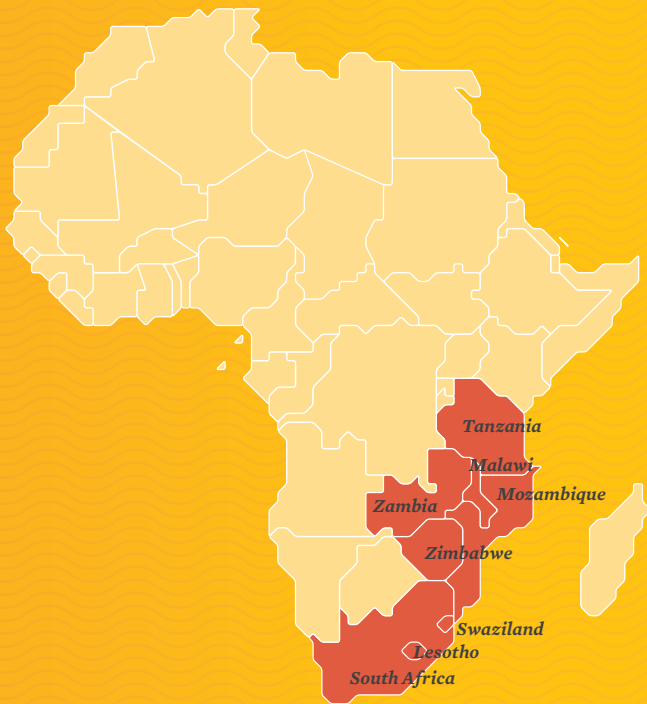 Tanzania
Malawi
Mozambique
Zambia
Zimbabwe
Swaziland
Lesotho
South Africa